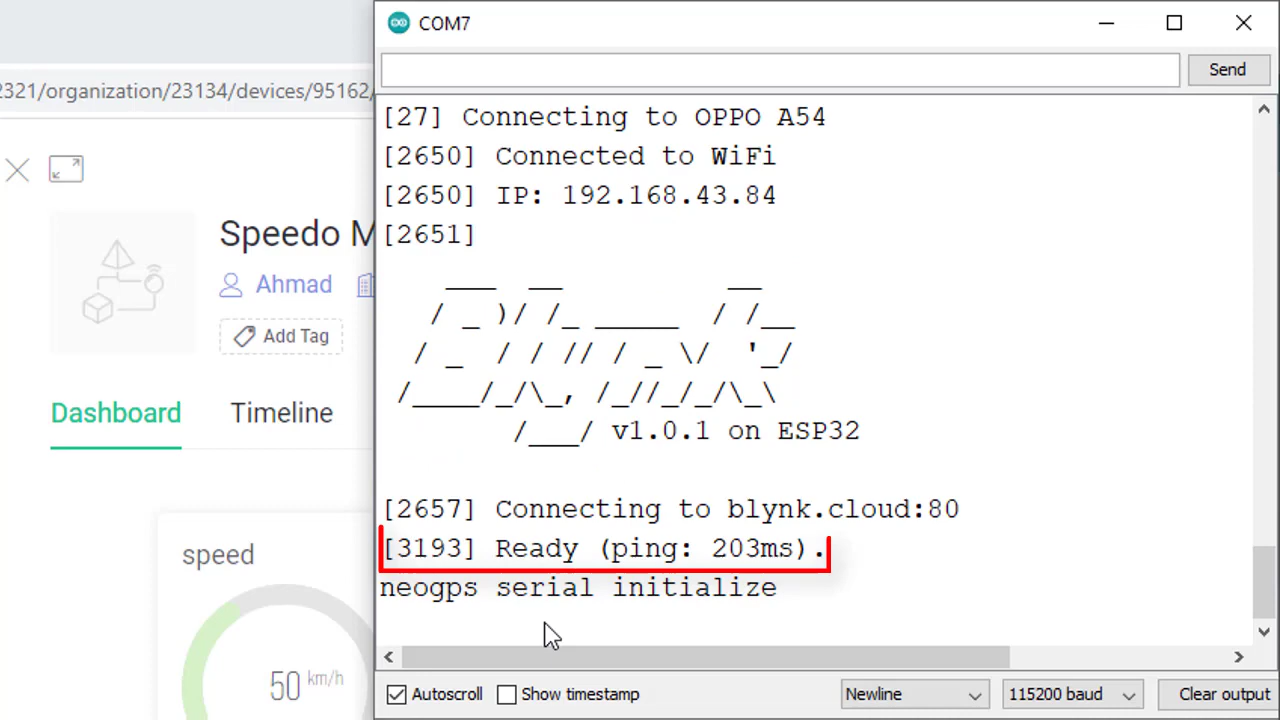 COM7
Send
2321/organization/23134/devices/95162/
[27] Connecting to OPPO A54
[2650] Connected to WiFi
[2650] IP: 192.168.43.84
[2651]
Speedo M
Ahmad
Add Tag
Blynk
/___/ v1.0.1 on ESP32
Dashboard
Timeline
[2657] Connecting to blynk.cloud:80
[3193] Ready (ping: 203ms).
neogps serial initialize
speed
50 km/h
Autoscroll
Show timestamp
Newline
115200 baud
Clear output